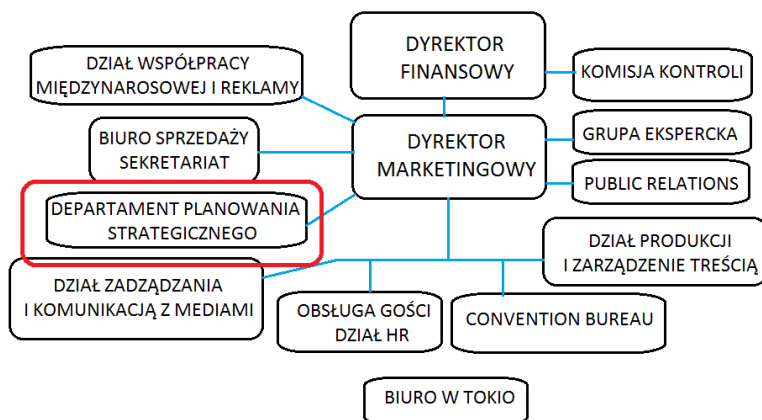 DYREKTOR
FINANSOWY
DZIAŁ WSPÓŁPRACY
MIĘDZYNAROSOWEJ I REKLAMY
KOMISJA KONTROLI
BIURO SPRZEDAŻY
SEKRETARIAT
DYREKTOR
MARKETINGOWY
GRUPA EKSPERCKA
PUBLIC RELATIONS
DEPARTAMENT PLANOWANIA
STRATEGICZNEGO
DZIAŁ PRODUKCJI
I ZARZĄDZENIE TREŚCIĄ
DZIAŁ ZADZĄDZANIA
I KOMUNIKACJĄ Z MEDIAMI
OBSŁUGA GOŚCI
DZIAŁ HR
CONVENTION BUREAU
BIURO W TOKIO